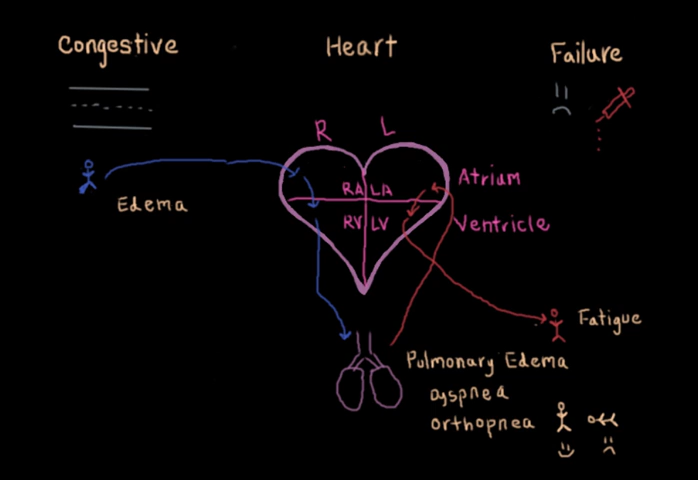 Congestive Heart Failure
R L
RA LA
Atrium
RV LV
Ventricle
Edema
Fatigue
Pulmonary Edema
Dyspnea
Orthopnea